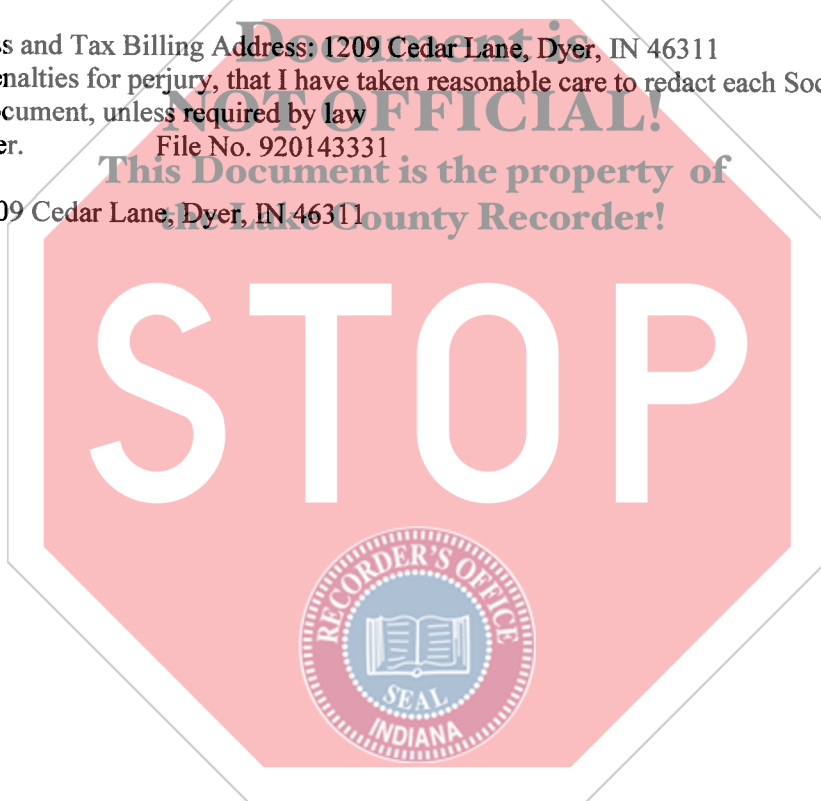 Document is
s and Tax Billing Address: 1209 Cedar Lane, Dyer, IN 46311
enalties for perjury, that I have taken reasonable care to redact each Soc
cument, unless required by law
NOT OFFICIAL!
er. File No. 920143331
This Document is the property of
09 Cedar Lane, Dyer, IN 46311
the Lake County Recorder!
STOP
RECORDER'S OFFICE
SEAL
INDIANA